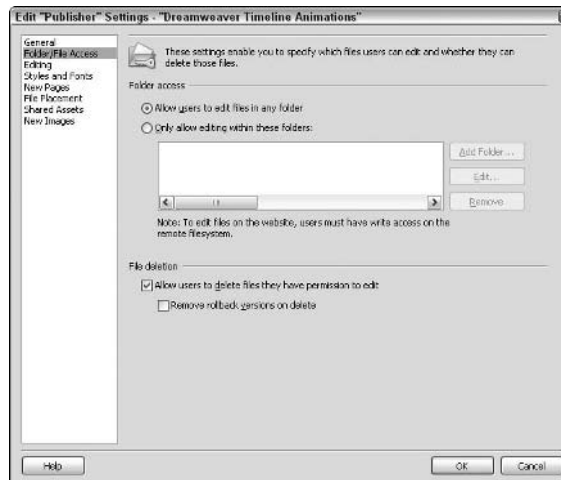 Edit "Publisher" Settings - "Dreamweaver Timeline Animations"
General
Folder/File Access
Editing
Styles and Fonts
New Pages
File Placement
Shared Assets
New Images
These settings enable you to specify which files users can edit and whether they can
delete those files.
Folder access
Allow users to edit files in any folder
Only allow editing within these folders:
Add Folder...
Edit...
Remove
Note: To edit files on the website, users must have write access on the
remote filesystem.
File deletion
Allow users to delete files they have permission to edit
Remove rollback versions on delete
Help
OK
Cancel